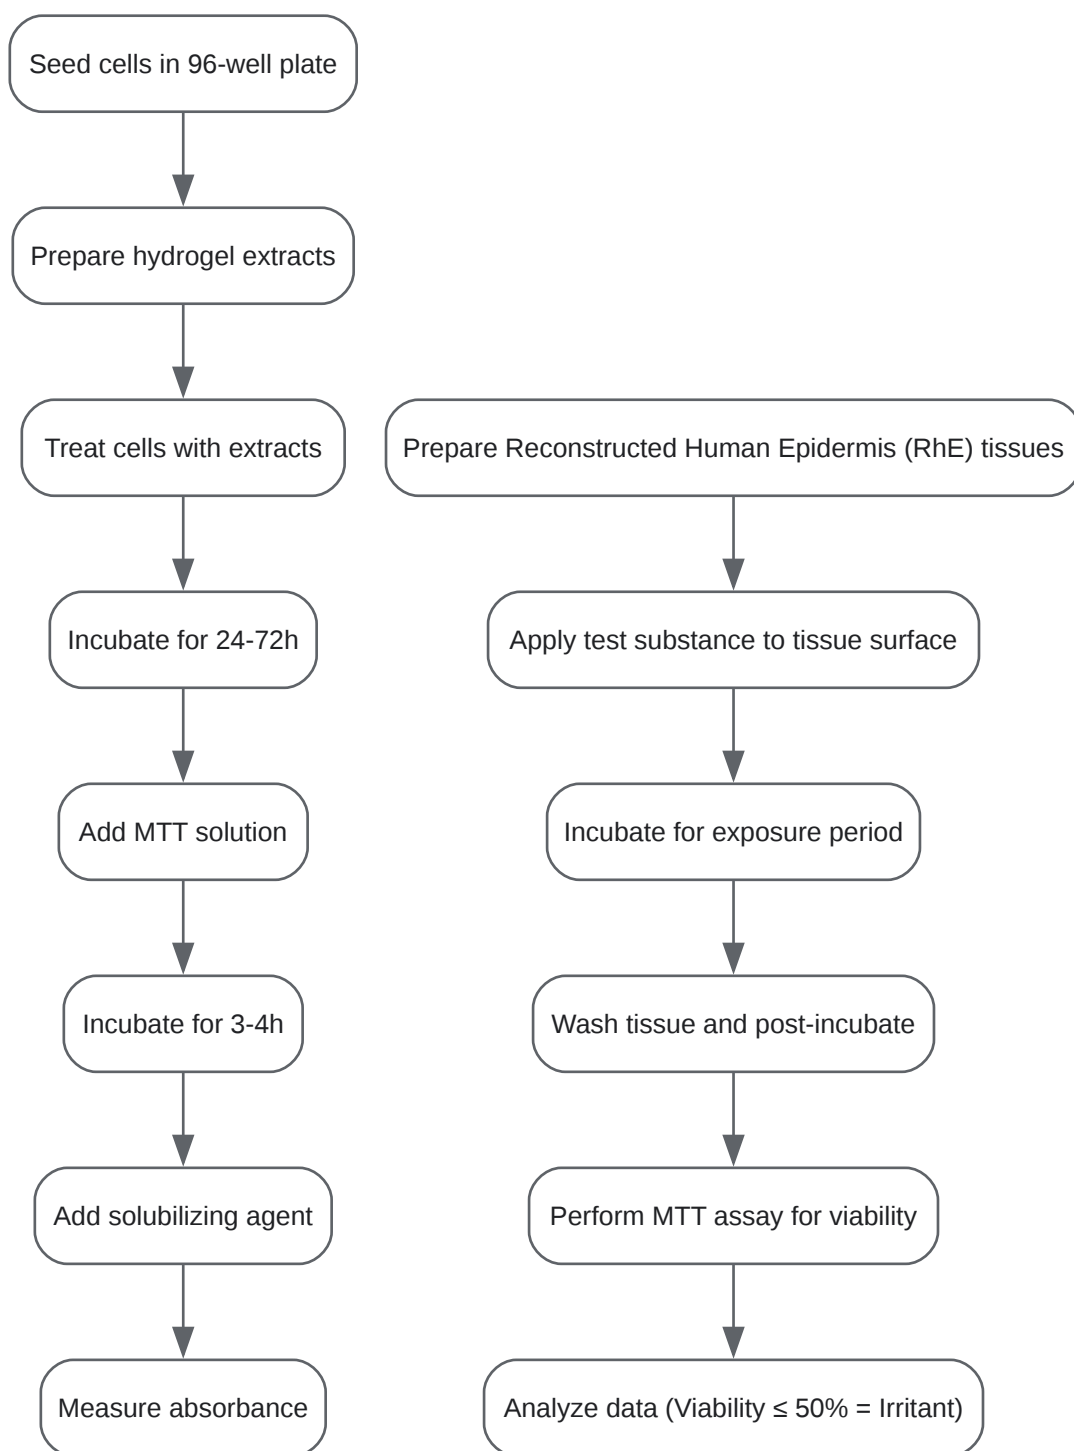 Seed cells in 96-well plate
Prepare hydrogel extracts
Treat cells with extracts
Incubate for 24-72h
Add MTT solution
Incubate for 3-4h
Add solubilizing agent
Measure absorbance
Prepare Reconstructed Human Epidermis (RhE) tissues
Apply test substance to tissue surface
Incubate for exposure period
Wash tissue and post-incubate
Perform MTT assay for viability
Analyze data (Viability ≤ 50% = Irritant)